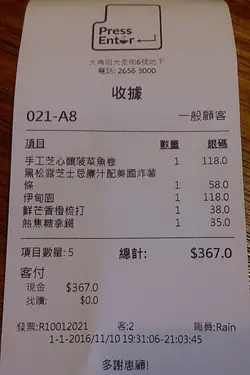 Press
Enter
大埔墟大榮街6號地下
電話: 2656 3000
收據
021-A8 一般顧客
項目 數量 銀碼
手工芝心釀菠菜魚卷 1 118.0
黑松露芝士忌廉汁配美國炸薯
條 1 58.0
伊甸園 1 118.0
鮮芒香橙梳打 1 38.0
熱焦糖拿鐵 1 35.0
項目數量: 5 總計: $367.0
客付
現金 $367.0
找贖 $0.0
發票:R10012021 客:2 職員:Rain
1-1-2016/11/10 19:31:06-21:03:45
多謝惠顧!